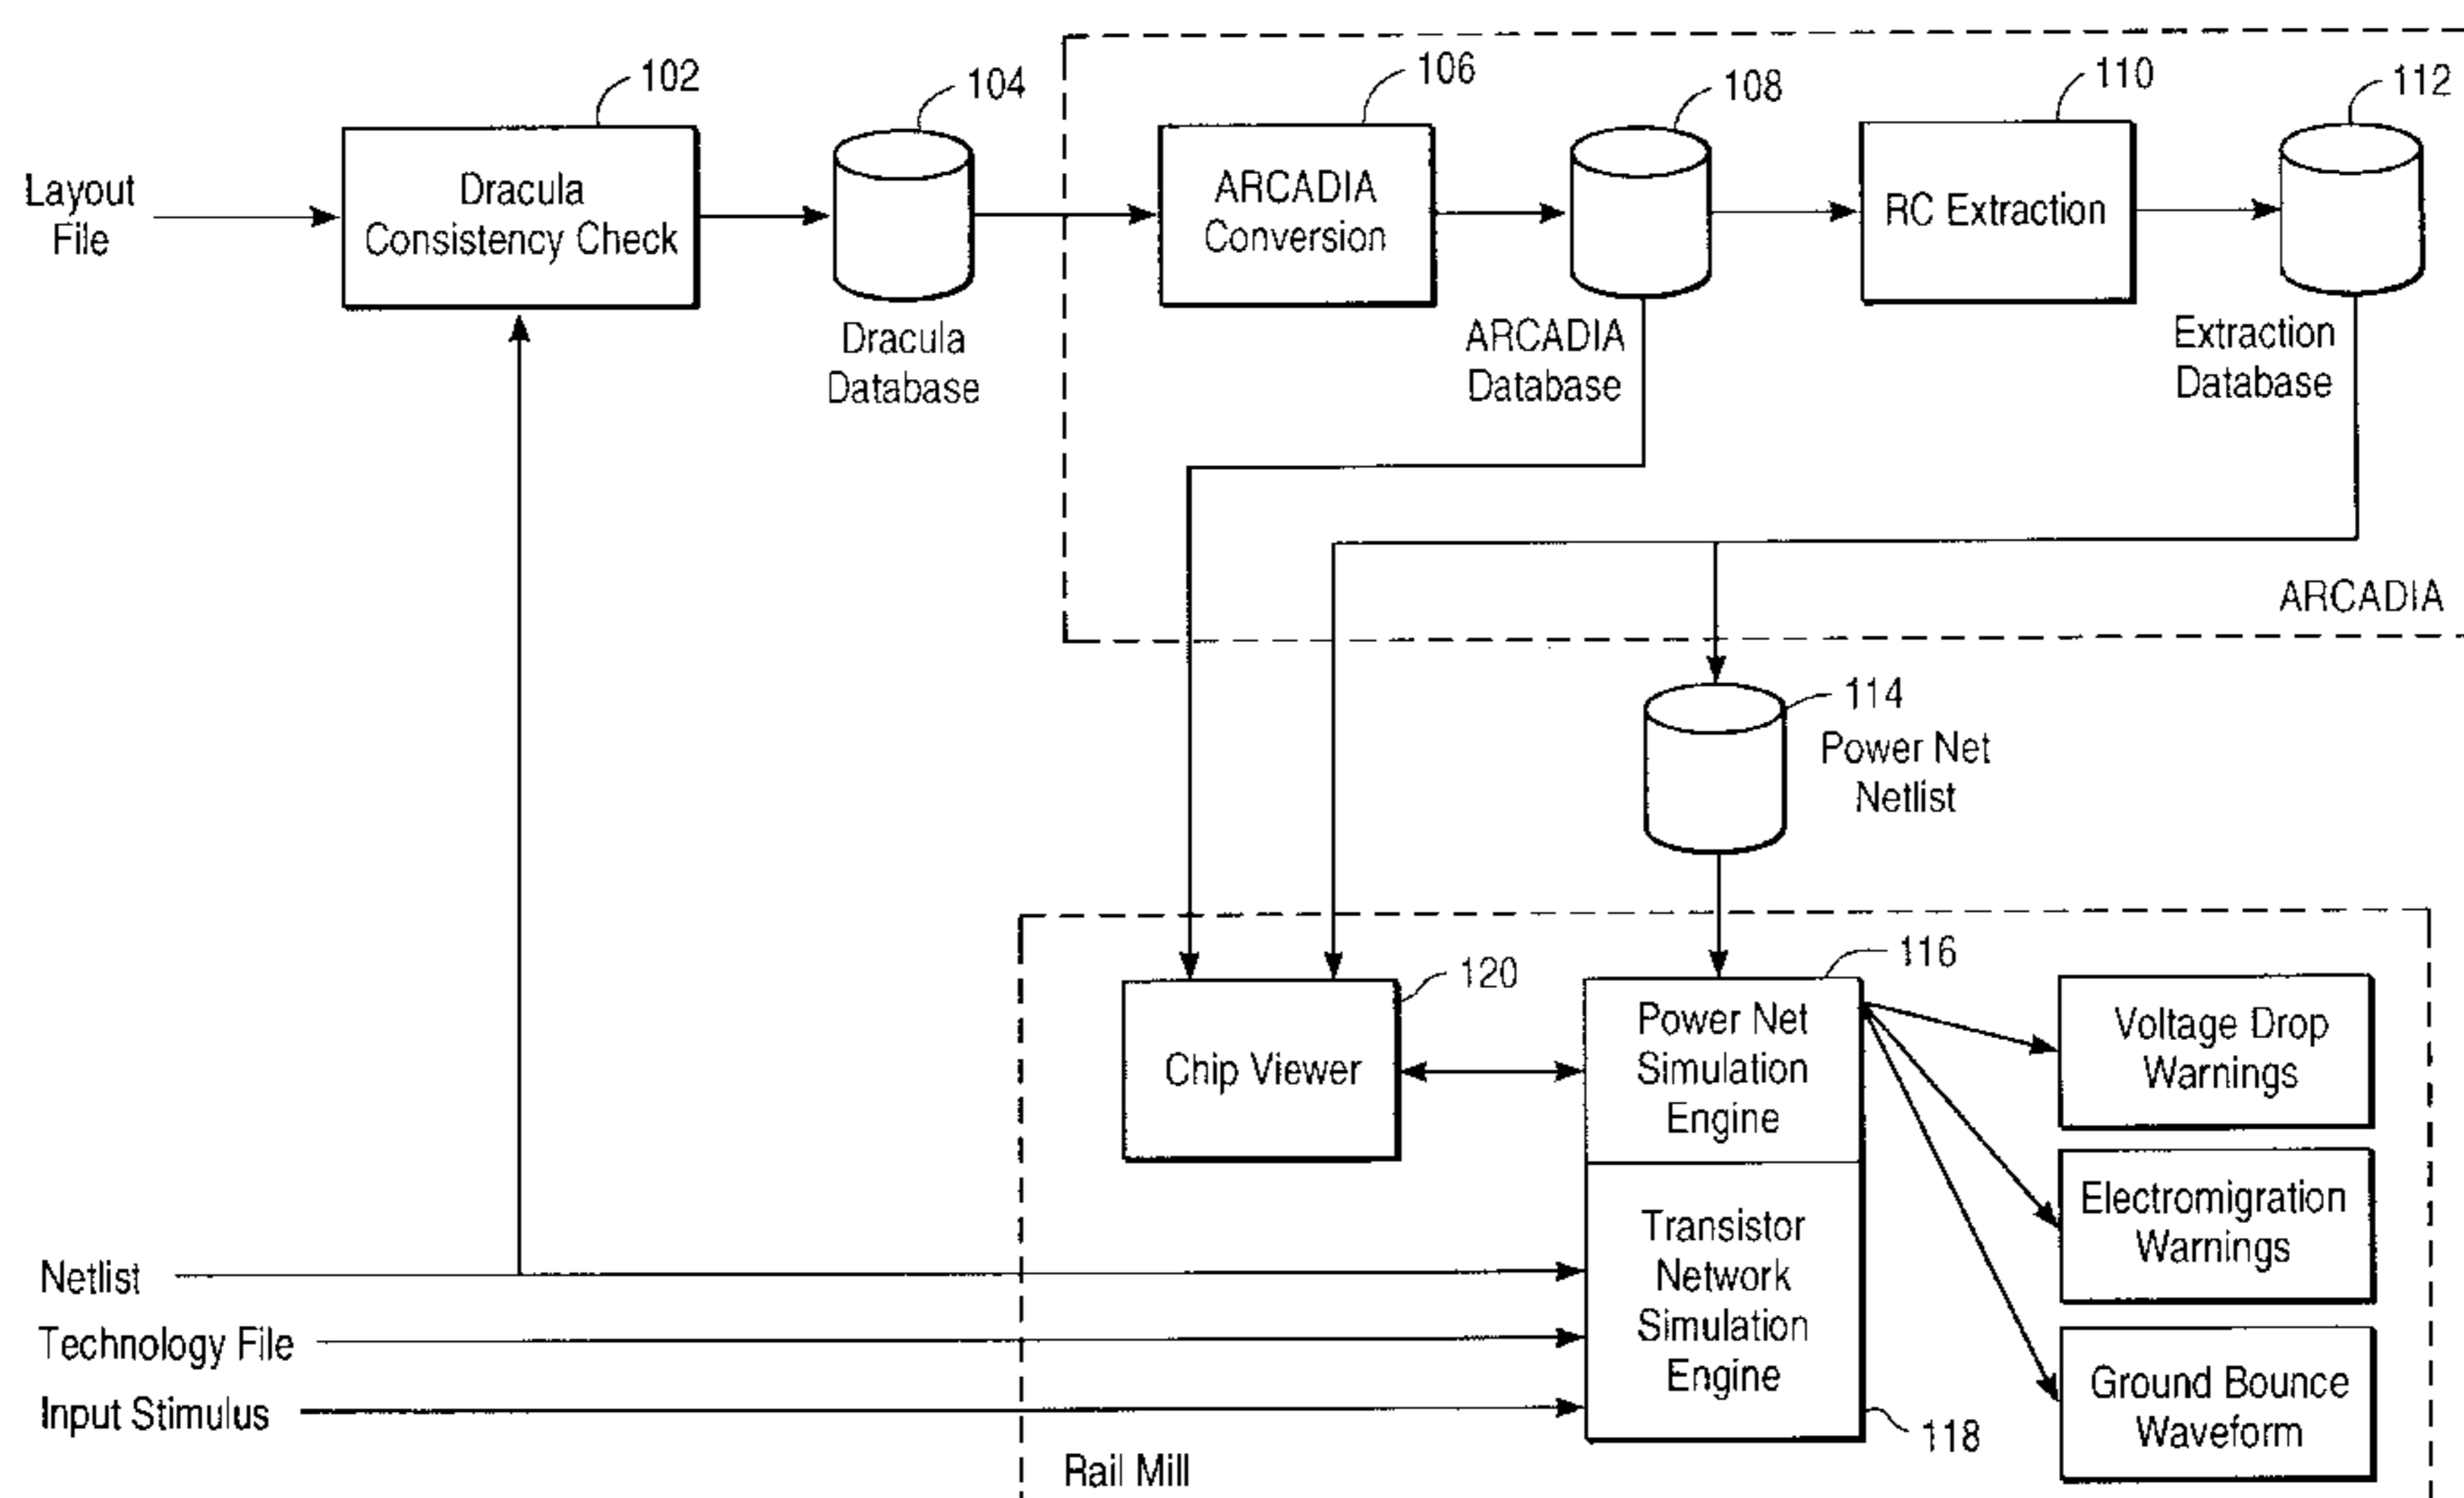 102
104
106
108
110
112
Layout
File
Dracula
Consistency Check
Dracula
Database
ARCADIA
Conversion
ARCADIA
Database
RC Extraction
Extraction
Database
ARCADIA
114
Power Net
Netlist
116
120
Chip Viewer
Power Net
Simulation
Engine
Voltage Drop
Warnings
Transistor
Network
Simulation
Engine
Electromigration
Warnings
Ground Bounce
Waveform
Netlist
Technology File
Input Stimulus
118
Rail Mill